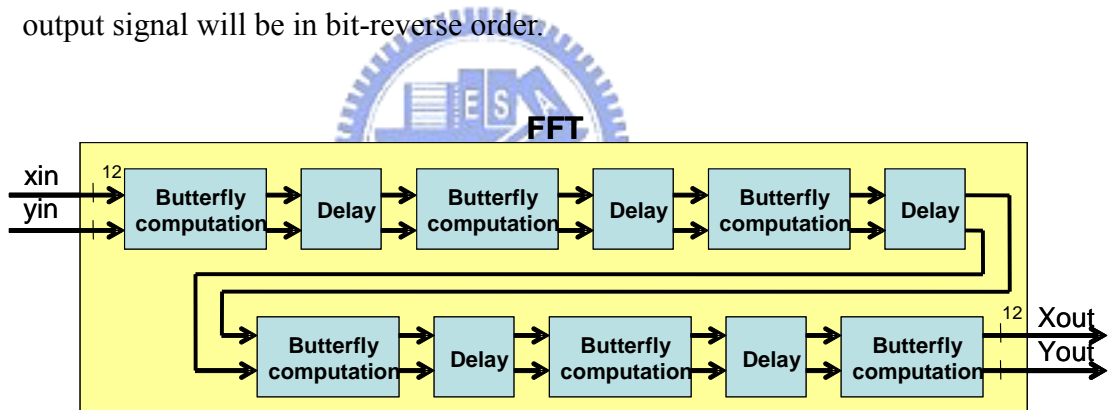 output signal will be in bit-reverse order.
E S A
FFT
xin
12
yin
Butterfly
computation
Delay
Butterfly
computation
Delay
Butterfly
computation
Delay
Butterfly
computation
Delay
Butterfly
computation
Delay
Butterfly
computation
12
Xout
Yout